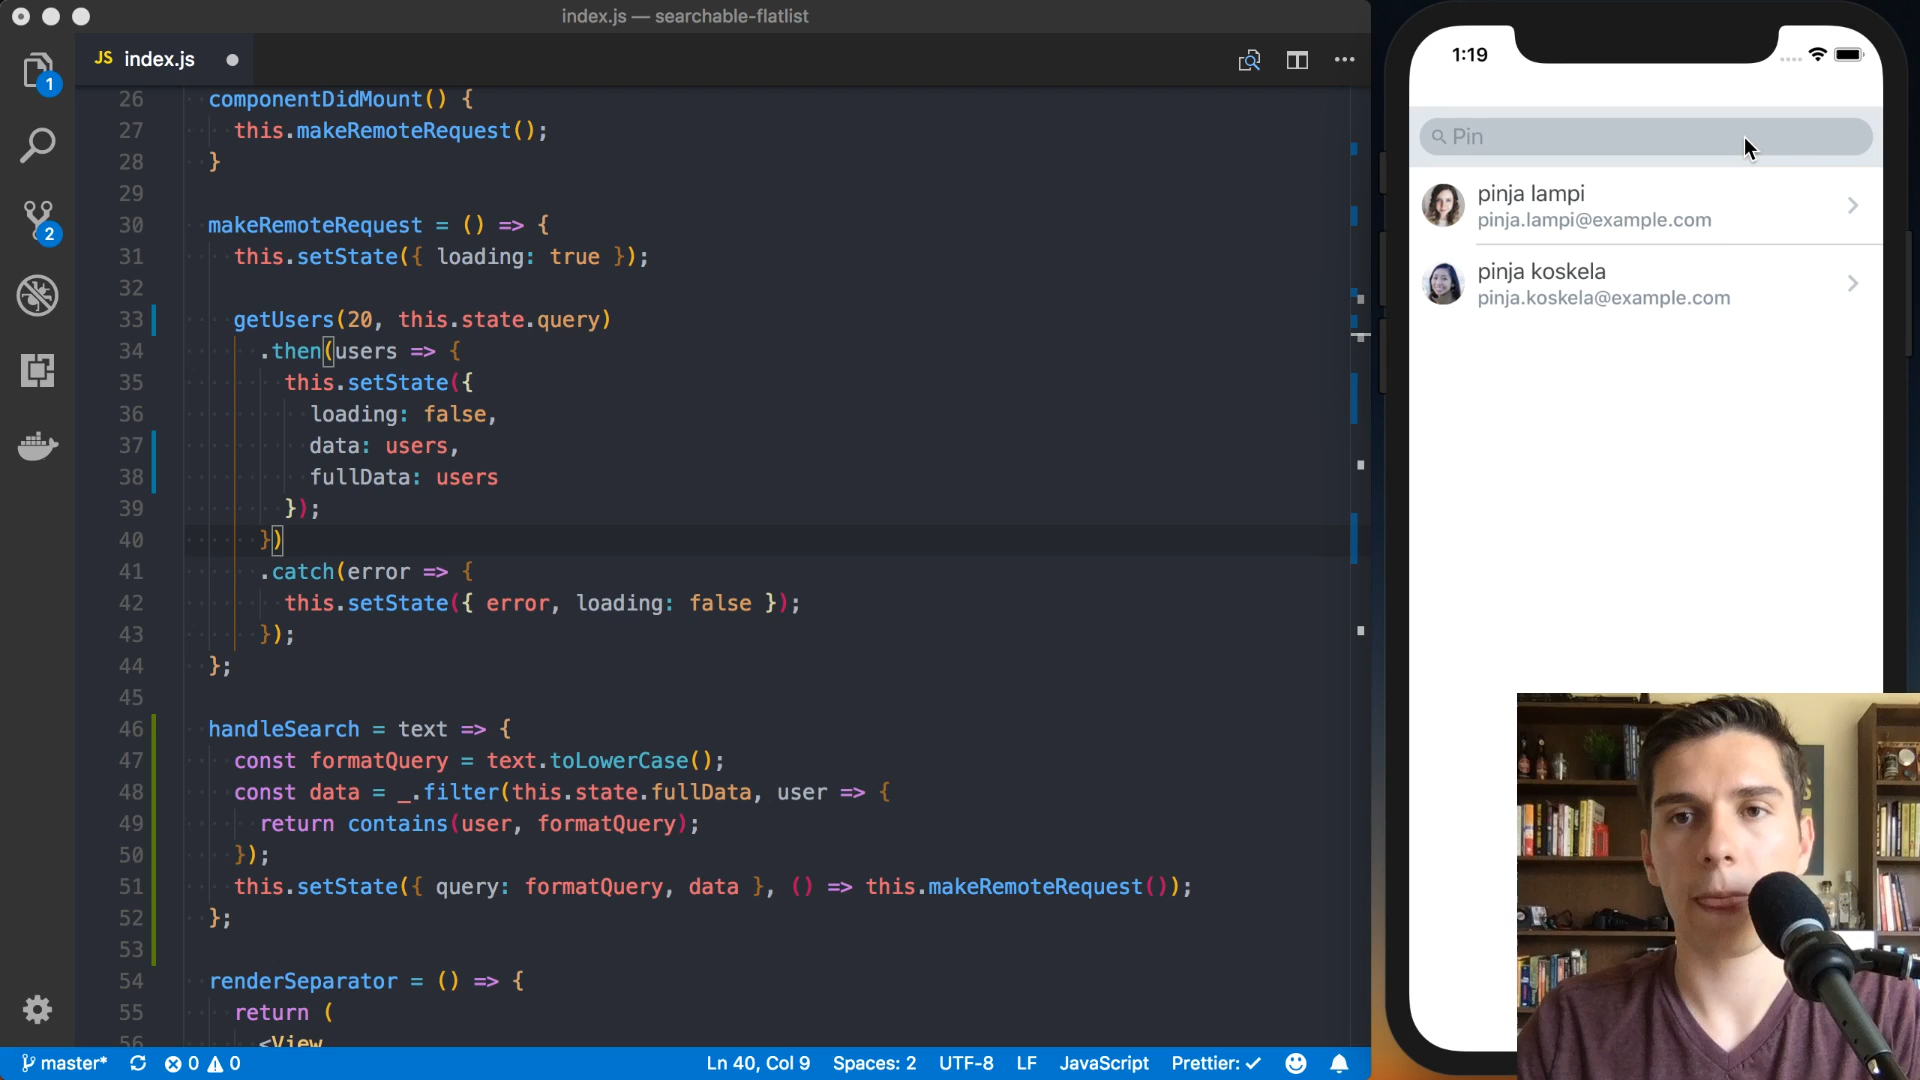 index.js — searchable-flatlist
JS index.js
26 componentDidMount() {
27 this.makeRemoteRequest();
28 }
29
30 makeRemoteRequest = () => {
31 this.setState({ loading: true });
32
33 getUsers(20, this.state.query)
34 .then(users => {
35 this.setState({
36 loading: false,
37 data: users,
38 fullData: users
39 });
40 })
41 .catch(error => {
42 this.setState({ error, loading: false });
43 });
44 };
45
46 handleSearch = text => {
47 const formatQuery = text.toLowerCase();
48 const data = _.filter(this.state.fullData, user => {
49 return contains(user, formatQuery);
50 });
51 this.setState({ query: formatQuery, data }, () => this.makeRemoteRequest());
52 };
53
54 renderSeparator = () => {
55 return (
56 <View
1
2
master* 0 0 Ln 40, Col 9 Spaces: 2 UTF-8 LF JavaScript Prettier: ✓
1:19
Pin
pinja lampi
pinja.lampi@example.com
pinja koskela
pinja.koskela@example.com